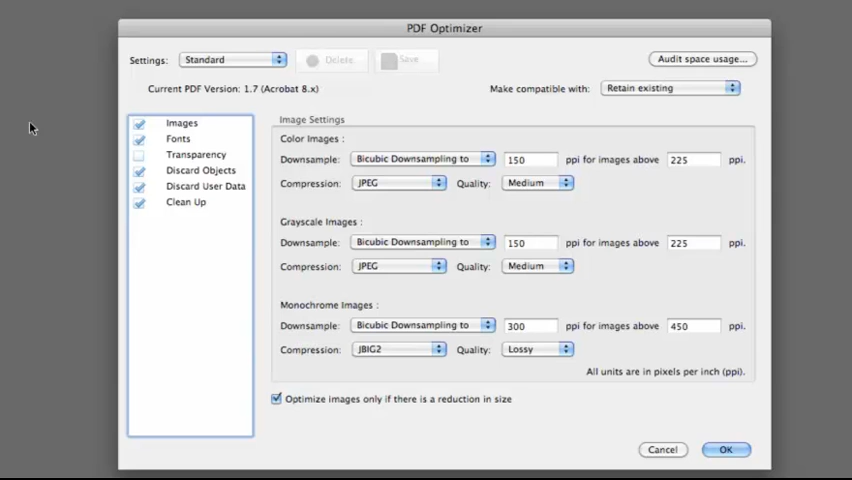 PDF Optimizer
Settings: Standard Delete Save Audit space usage...
Current PDF Version: 1.7 (Acrobat 8.x) Make compatible with: Retain existing
Images
Fonts
Transparency
Discard Objects
Discard User Data
Clean Up
Image Settings
Color Images :
Downsample: Bicubic Downsampling to 150 ppi for images above 225 ppi.
Compression: JPEG Quality: Medium
Grayscale Images :
Downsample: Bicubic Downsampling to 150 ppi for images above 225 ppi.
Compression: JPEG Quality: Medium
Monochrome Images :
Downsample: Bicubic Downsampling to 300 ppi for images above 450 ppi.
Compression: JBIG2 Quality: Lossy
All units are in pixels per inch (ppi).
Optimize images only if there is a reduction in size
Cancel OK